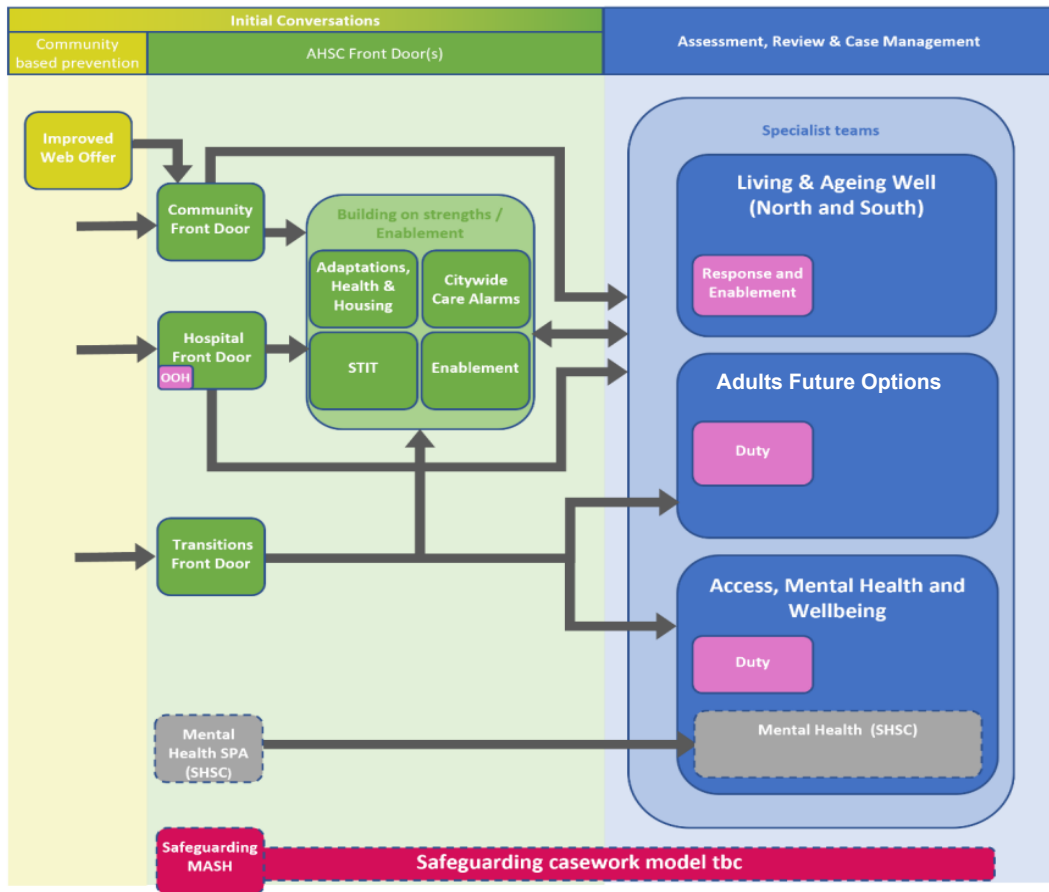 Initial Conversations
Community
based prevention
AHSC Front Door(s)
Assessment, Review & Case Management
Improved
Web Offer
Community
Front Door
Hospital
Front Door
OOH
Transitions
Front Door
Mental
Health SPA
(SHSC)
Safeguarding
MASH
Building on strengths /
Enablement
Adaptations,
Health &
Housing
Citywide
Care Alarms
STIT
Enablement
Specialist teams
Living & Ageing Well
(North and South)
Response and
Enablement
Adults Future Options
Duty
Access, Mental Health and
Wellbeing
Duty
Mental Health (SHSC)
Safeguarding casework model tbc